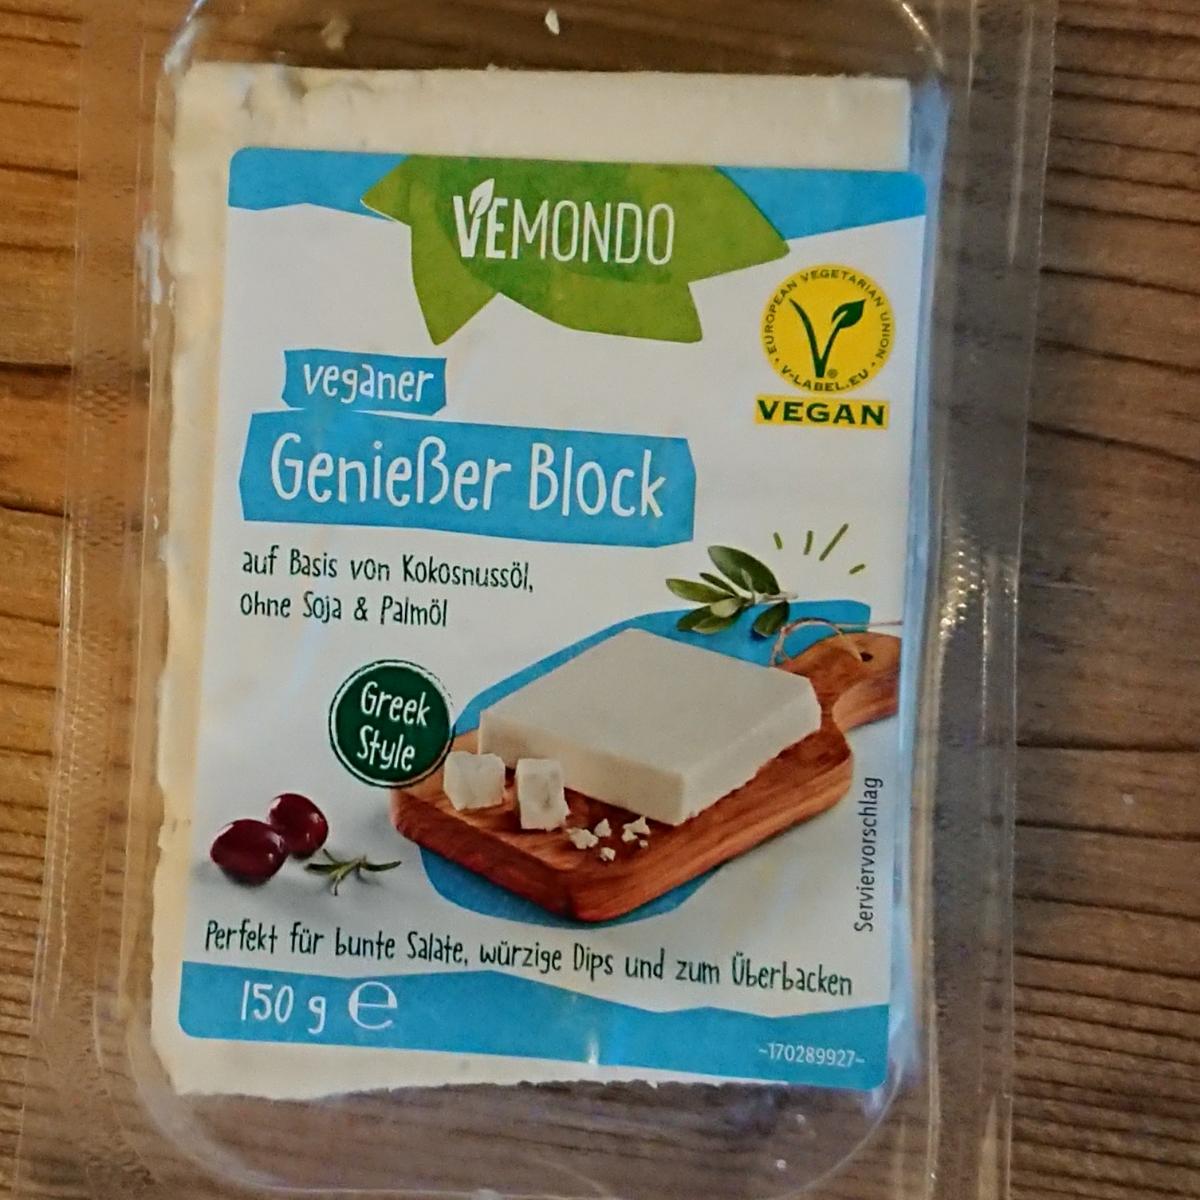 VEMONDO
EUROPEAN VEGETARIAN UNION
V-LABEL.EU
®
VEGAN
veganer
Genießer Block
auf Basis von Kokosnussöl,
ohne Soja & Palmöl
Greek
Style
Serviervorschlag
Perfekt für bunte Salate, würzige Dips und zum Überbacken
150 g ℮
~170289927~